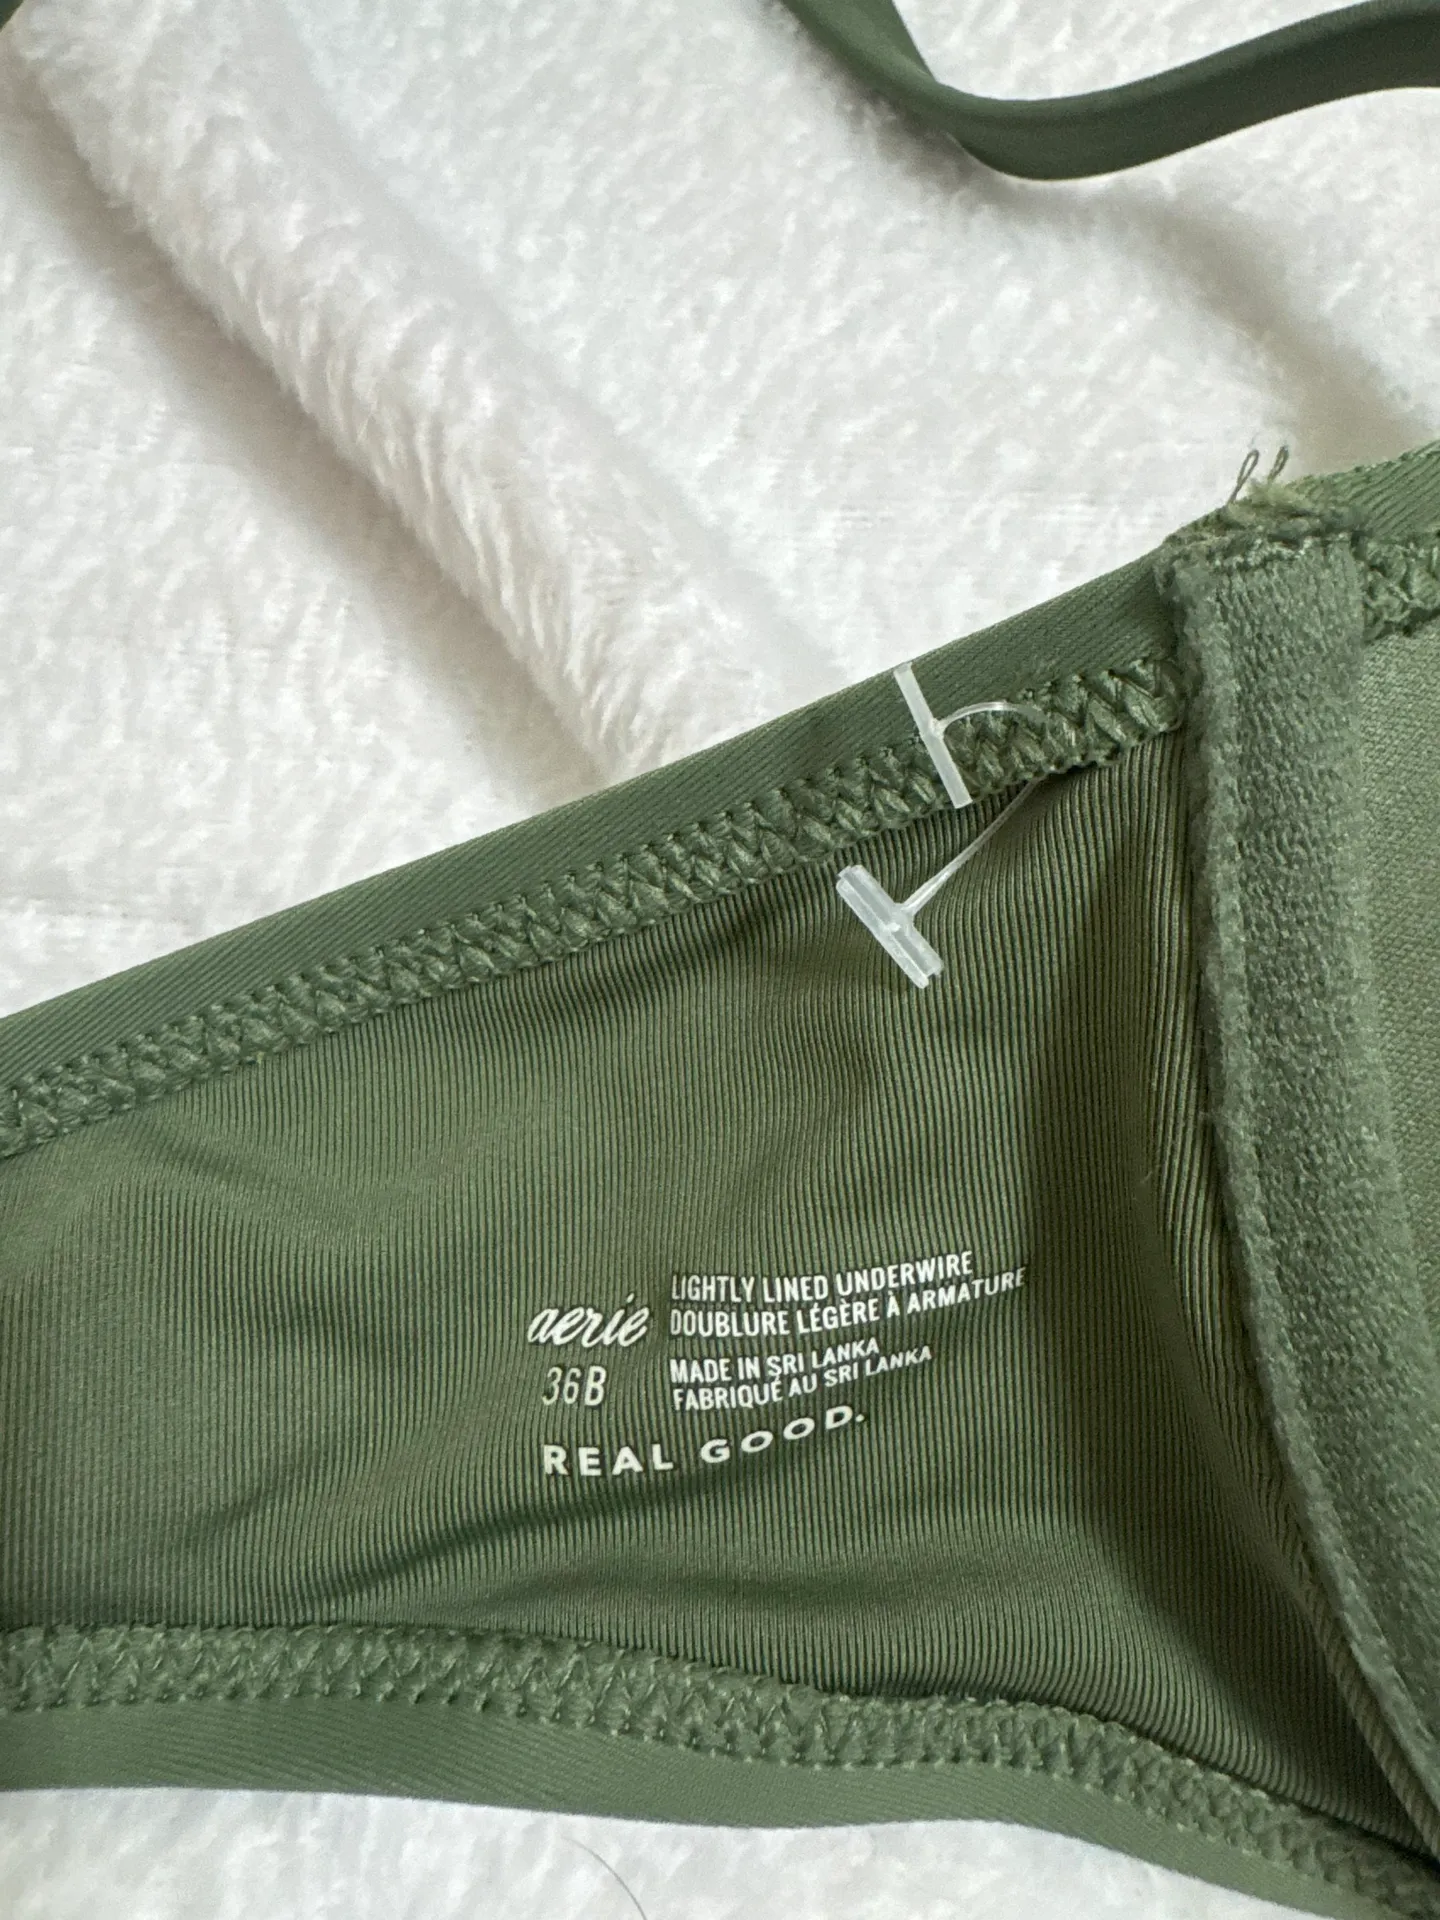 aerie
36B
LIGHTLY LINED UNDERWIRE
DOUBLURE LÉGÈRE À ARMATURE
MADE IN SRI LANKA
FABRIQUÉ AU SRI LANKA
REAL GOOD.